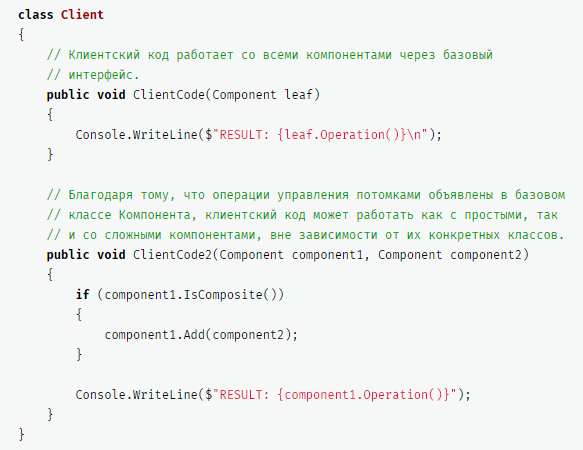 class Client
{
    // Клиентский код работает со всеми компонентами через базовый
    // интерфейс.
    public void ClientCode(Component leaf)
    {
        Console.WriteLine($"RESULT: {leaf.Operation()}\n");
    }

    // Благодаря тому, что операции управления потомками объявлены в базовом
    // классе Компонента, клиентский код может работать как с простыми, так
    // и со сложными компонентами, вне зависимости от их конкретных классов.
    public void ClientCode2(Component component1, Component component2)
    {
        if (component1.IsComposite())
        {
            component1.Add(component2);
        }

        Console.WriteLine($"RESULT: {component1.Operation()}");
    }
}